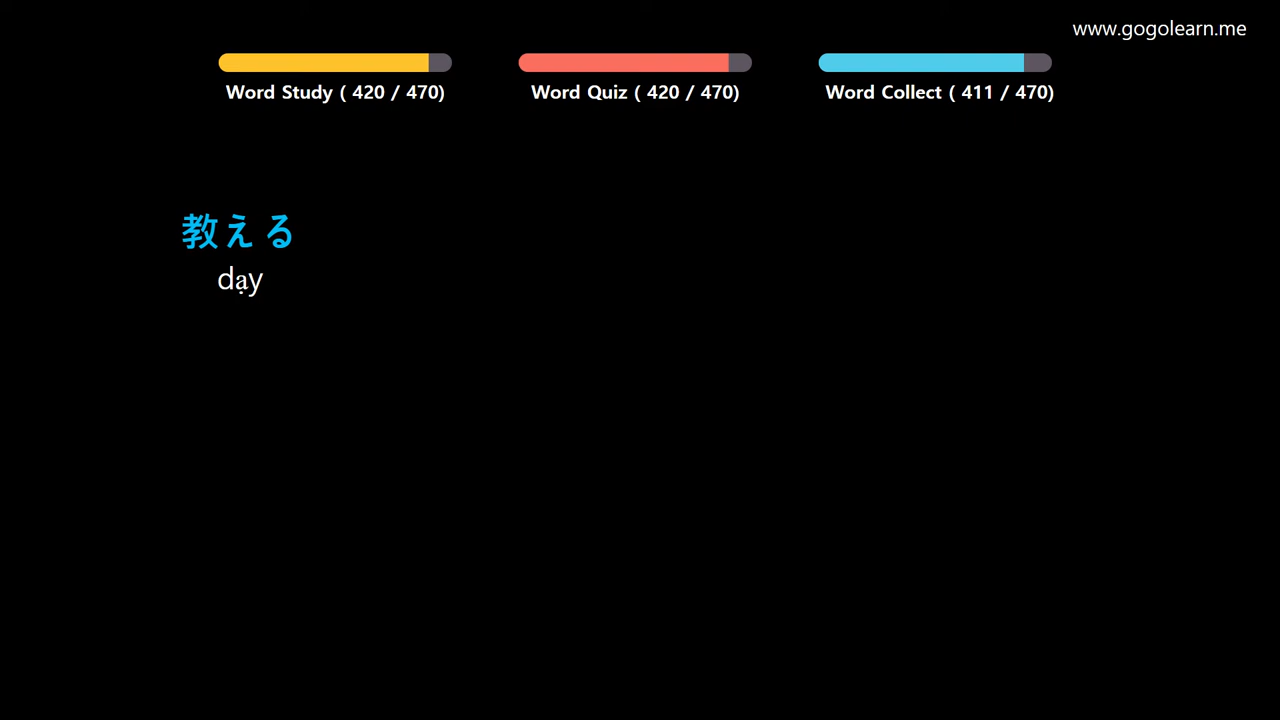 www.gogolearn.me
Word Study ( 420 / 470)
Word Quiz ( 420 / 470)
Word Collect ( 411 / 470)
教える
dạy